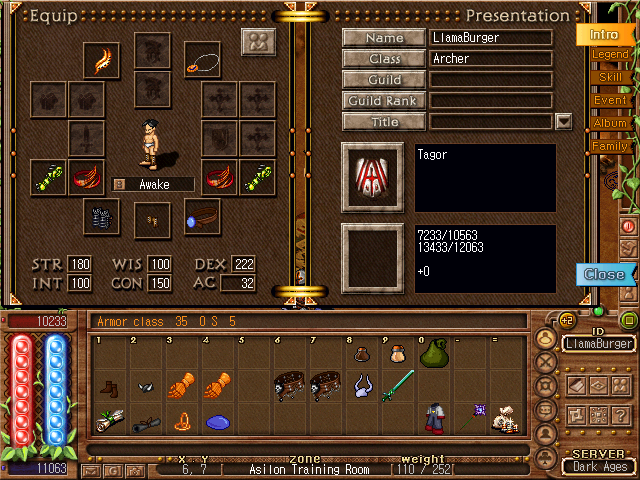 Equip
Presentation
Name LlamaBurger
Class Archer
Guild
Guild Rank
Title
Intro
Legend
Skill
Event
Album
Family
Awake
Tagor
7233/10563
13433/12063
+0
STR 180 WIS 100 DEX 222
INT 100 CON 150 AC 32
Close
10233
Armor class 35 0 S 5
+2
ID
LlamaBurger
1 2 3 4 5 6 7 8 9 0 - =
11063
x, y zone weight
6, 7 Asilon Training Room [110 / 252[
SERVER
Dark Ages